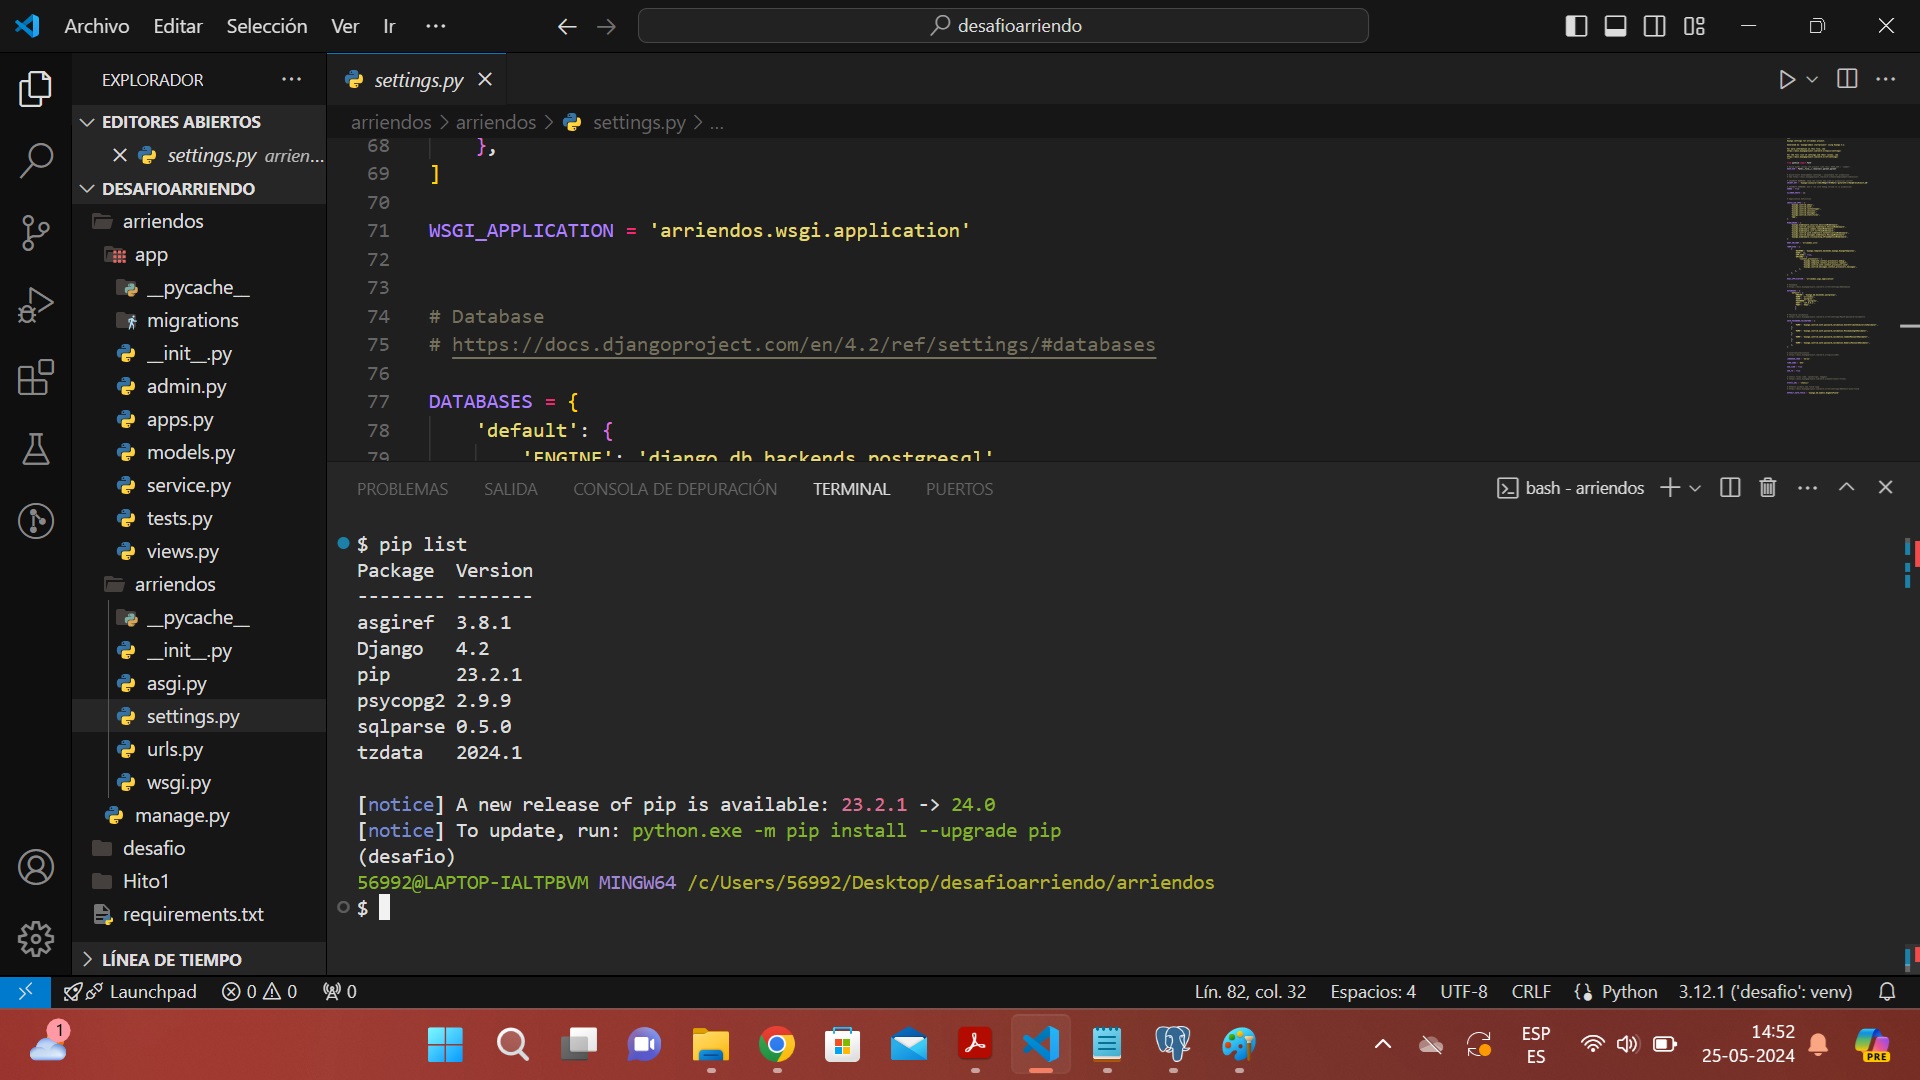 Archivo Editar Selección Ver Ir ···
desafioarriendo
EXPLORADOR ···
EDITORES ABIERTOS
settings.py arrien...
DESAFIOARRIENDO
arriendos
app
__pycache__
migrations
__init__.py
admin.py
apps.py
models.py
service.py
tests.py
views.py
arriendos
__pycache__
__init__.py
asgi.py
settings.py
urls.py
wsgi.py
manage.py
desafio
Hito1
requirements.txt
LÍNEA DE TIEMPO
settings.py
arriendos > arriendos > settings.py > ...
68 },
69 ]
70
71 WSGI_APPLICATION = 'arriendos.wsgi.application'
72
73
74 # Database
75 # https://docs.djangoproject.com/en/4.2/ref/settings/#databases
76
77 DATABASES = {
78 'default': {
79 'ENGINE': 'django.db.backends.postgresql'
PROBLEMAS SALIDA CONSOLA DE DEPURACIÓN TERMINAL PUERTOS
bash - arriendos
$ pip list
Package Version
-------- -------
asgiref 3.8.1
Django 4.2
pip 23.2.1
psycopg2 2.9.9
sqlparse 0.5.0
tzdata 2024.1
[notice] A new release of pip is available: 23.2.1 -> 24.0
[notice] To update, run: python.exe -m pip install --upgrade pip
(desafio)
56992@LAPTOP-IALTPBVM MINGW64 /c/Users/56992/Desktop/desafioarriendo/arriendos
$
Launchpad 0 0 0
Lín. 82, col. 32 Espacios: 4 UTF-8 CRLF Python 3.12.1 ('desafio': venv)
1
ESP
ES
14:52
25-05-2024
PRE